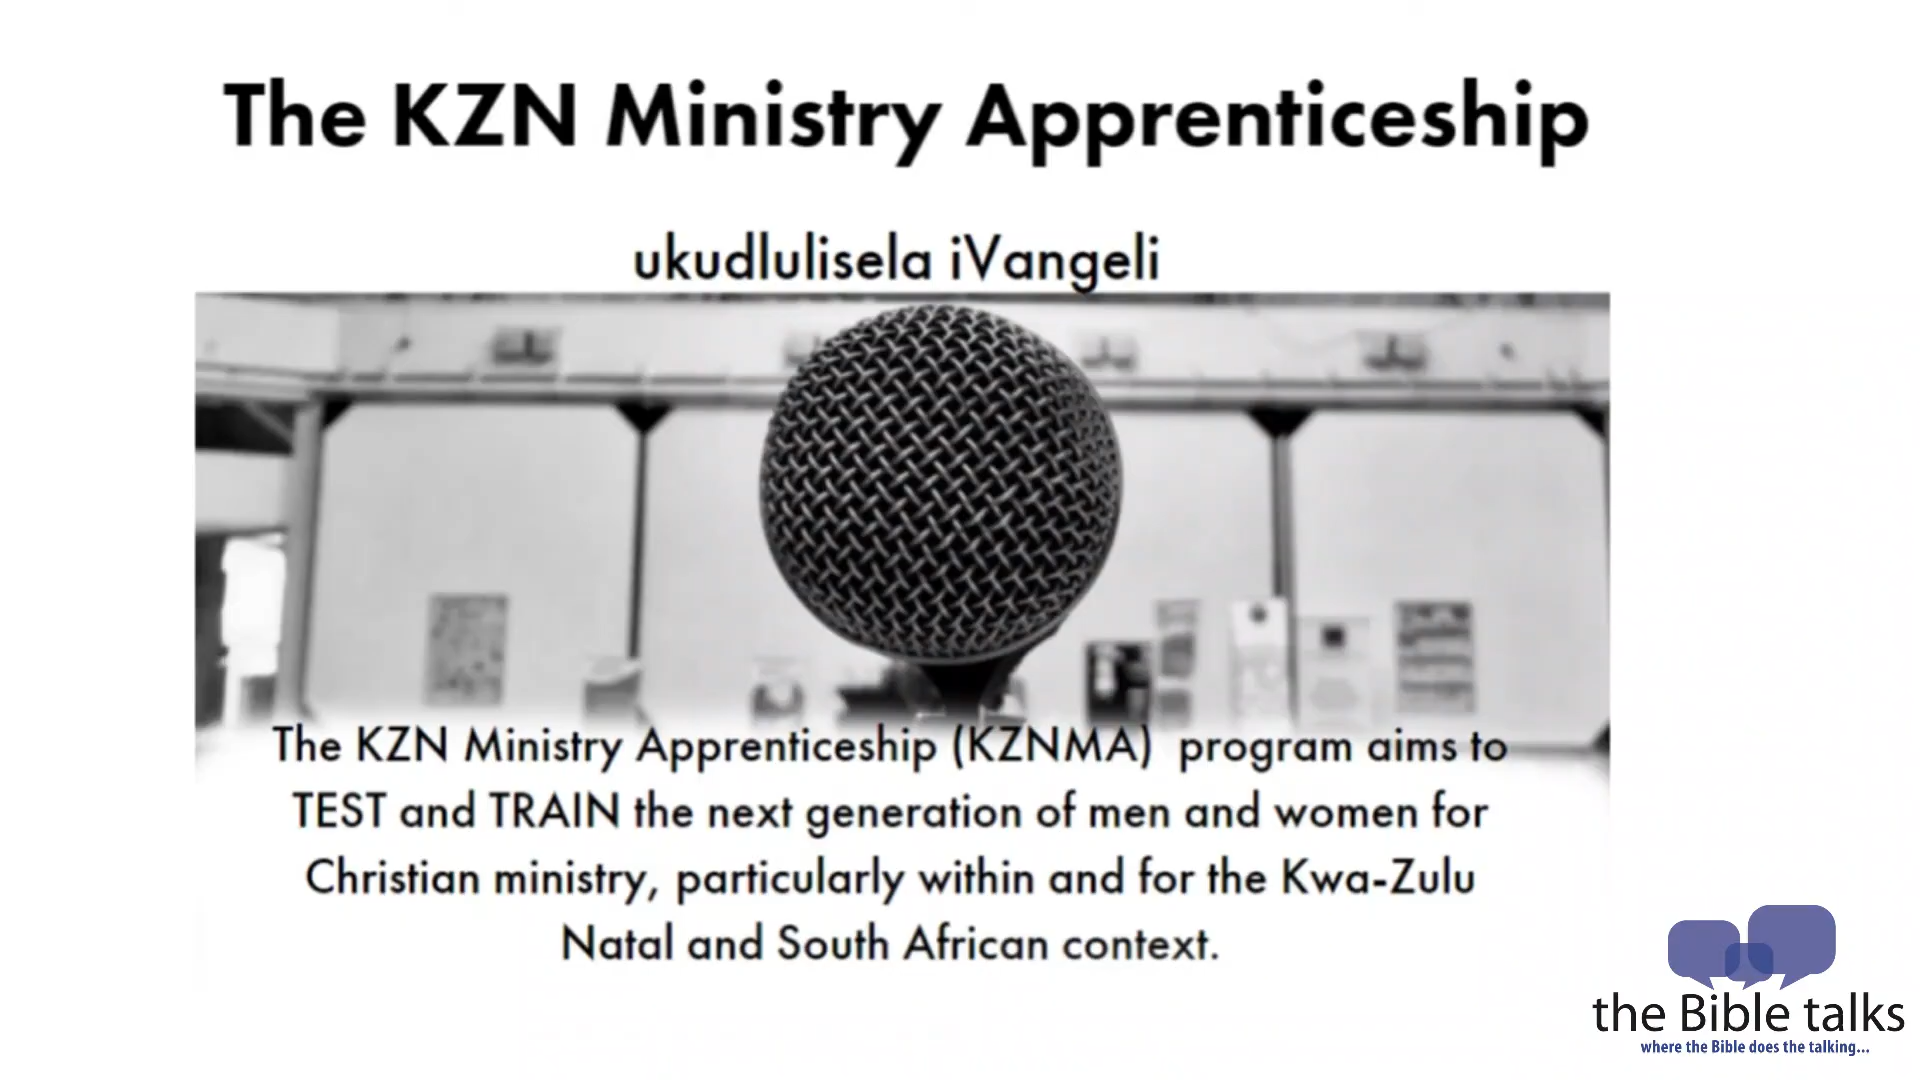 The KZN Ministry Apprenticeship
ukudlulisela iVangeli
The KZN Ministry Apprenticeship (KZNMA) program aims to
TEST and TRAIN the next generation of men and women for
Christian ministry, particularly within and for the Kwa-Zulu
Natal and South African context.
the Bible talks
where the Bible does the talking...